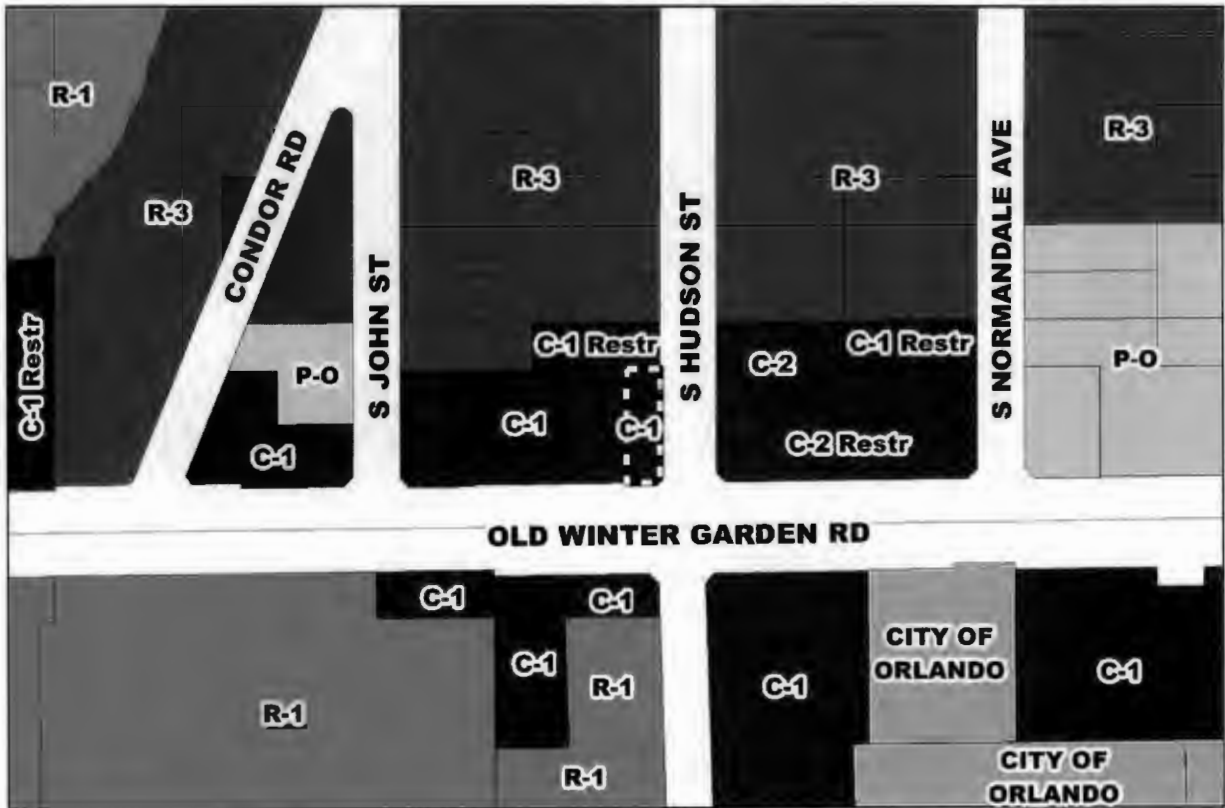 R-1
R-3
R-3
R-3
R-3
CONDOR RD
S JOHN ST
S HUDSON ST
S NORMANDALE AVE
C-1 Restr
P-O
C-1
C-1 Restr
C-1
C-1
C-2
C-1 Restr
C-2 Restr
P-O
OLD WINTER GARDEN RD
C-1
C-1
C-1
R-1
R-1
R-1
C-1
CITY OF
ORLANDO
C-1
CITY OF
ORLANDO